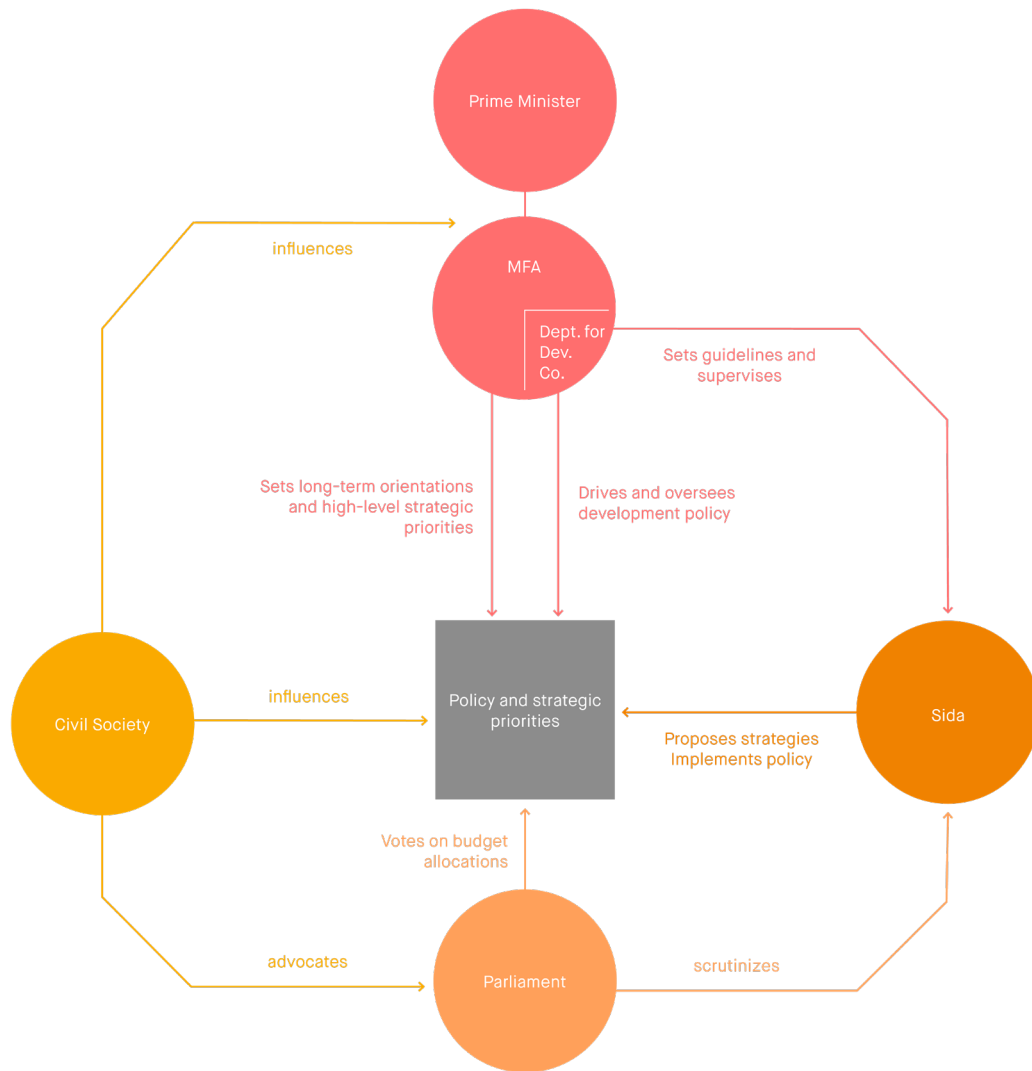 Prime Minister
influences
MFA
Dept. for
Dev.
Co.
Sets guidelines and
supervises
Sets long-term orientations
and high-level strategic
priorities
Drives and oversees
development policy
Civil Society
influences
Policy and strategic
priorities
Proposes strategies
Implements policy
Sida
Votes on budget
allocations
advocates
Parliament
scrutinizes